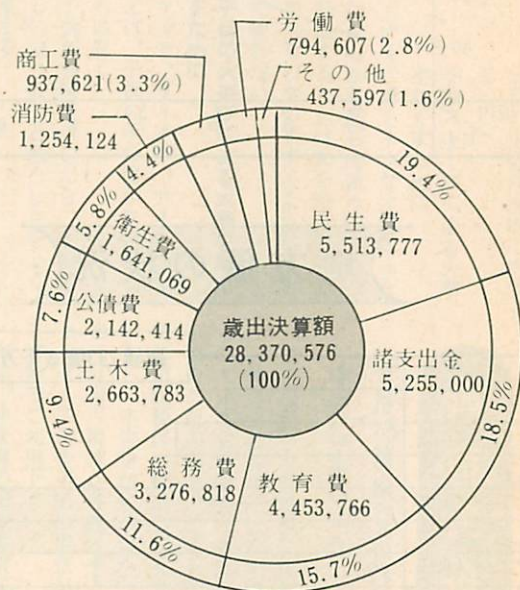 労働費
794,607(2.8%)
商工費
937,621(3.3%)
その他
437,597(1.6%)
消防費
1,254,124
4.4%
19.4%
民生費
5,513,777
5.8%
衛生費
1,641,069
7.6%
公債費
2,142,414
歳出決算額
28,370,576
(100%)
諸支出金
5,255,000
18.5%
土木費
2,663,783
9.4%
総務費
3,276,818
11.6%
教育費
4,453,766
15.7%